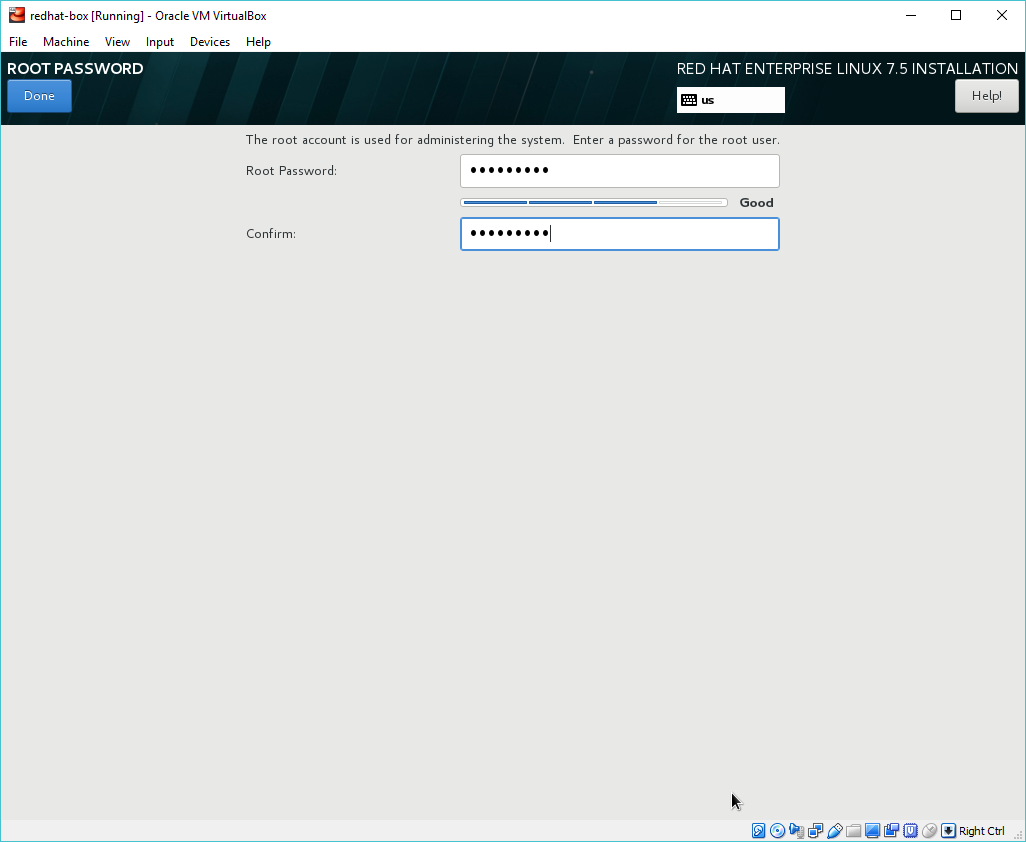 redhat-box [Running] - Oracle VM VirtualBox
File Machine View Input Devices Help
ROOT PASSWORD
RED HAT ENTERPRISE LINUX 7.5 INSTALLATION
Done
us
Help!
The root account is used for administering the system. Enter a password for the root user.
Root Password: ●●●●●●●●●
Good
Confirm: ●●●●●●●●●
Right Ctrl